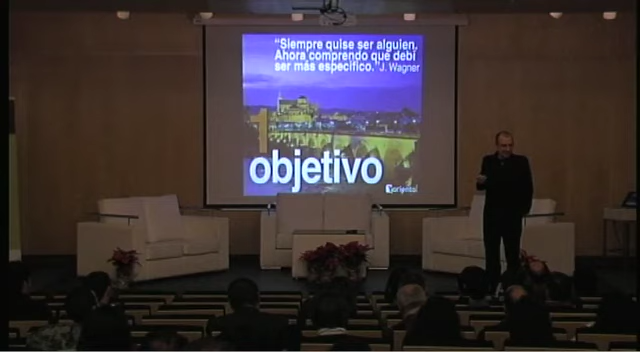 “Siempre quise ser alguien.
Ahora comprendo que debí
ser más específico.” J. Wagner
1
objetivo